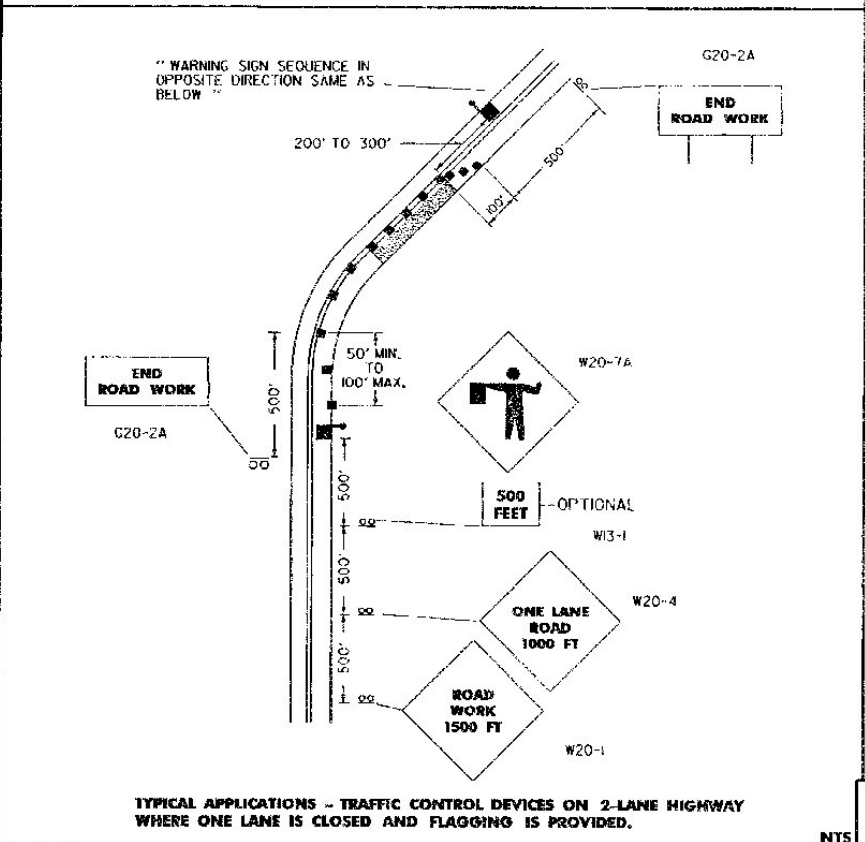 G20-2A
" WARNING SIGN SEQUENCE IN
OPPOSITE DIRECTION SAME AS
BELOW "
END
ROAD WORK
200' TO 300'
500'
100'
50' MIN.
TO
100' MAX.
W20-7A
END
ROAD WORK
500'
G20-2A
500'
500
FEET
OPTIONAL
W13-1
500'
W20-4
ONE LANE
ROAD
1000 FT
500'
ROAD
WORK
1500 FT
W20-1
TYPICAL APPLICATIONS - TRAFFIC CONTROL DEVICES ON 2-LANE HIGHWAY
WHERE ONE LANE IS CLOSED AND FLAGGING IS PROVIDED.
NTS